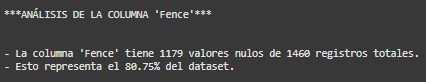 ***ANÁLISIS DE LA COLUMNA 'Fence'***
- La columna 'Fence' tiene 1179 valores nulos de 1460 registros totales.
- Esto representa el 80.75% del dataset.